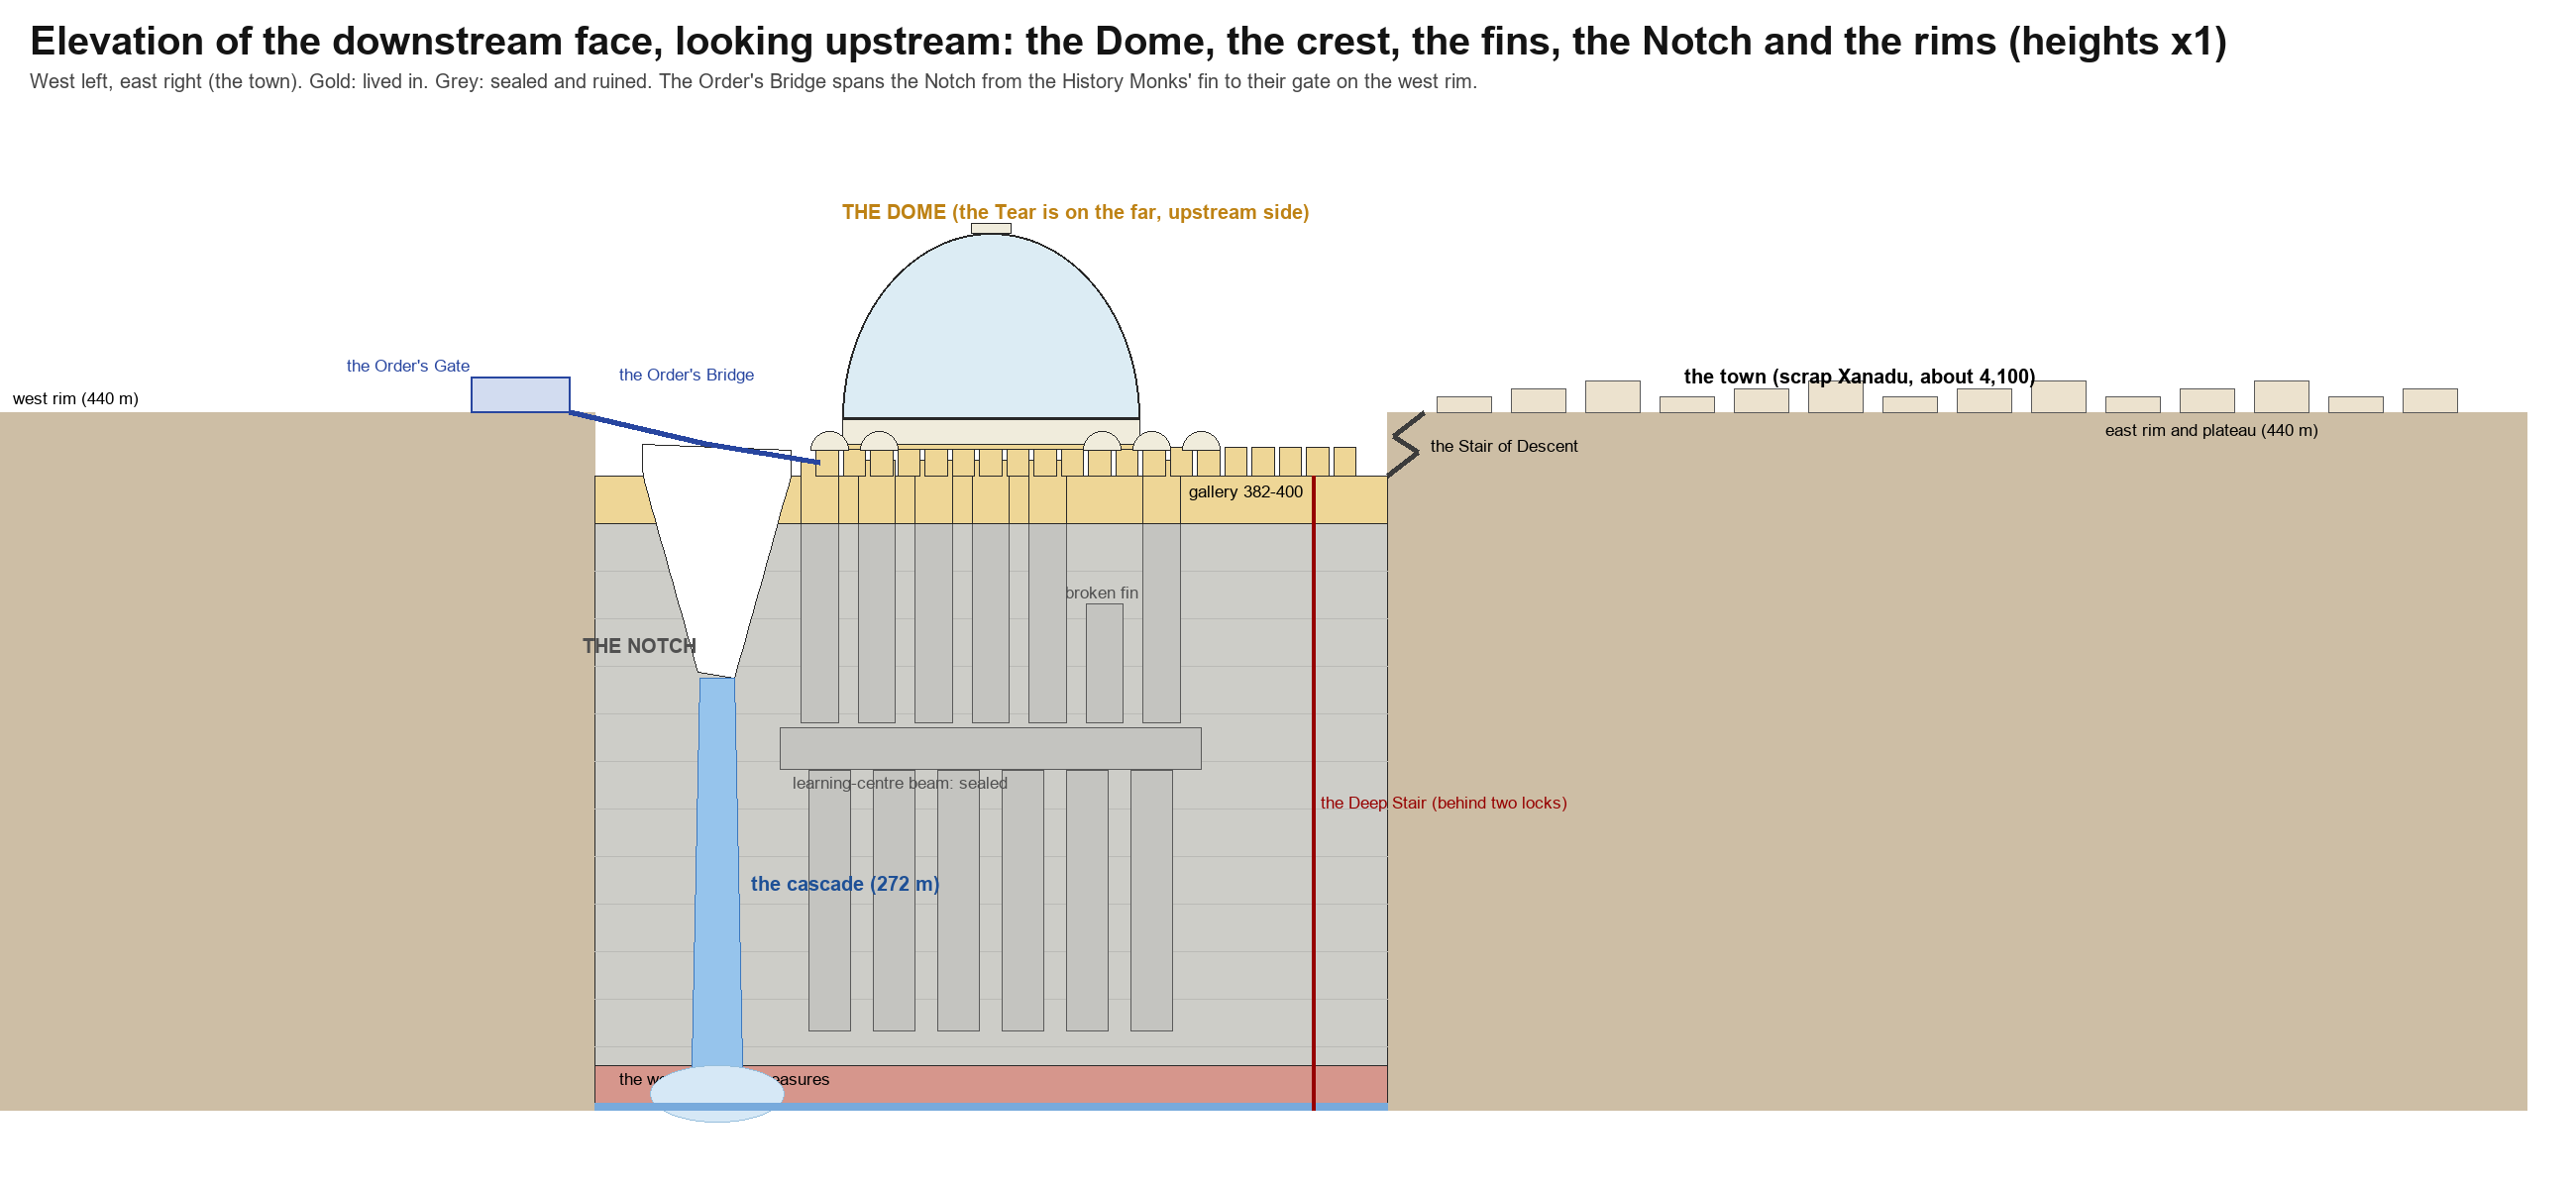 Elevation of the downstream face, looking upstream: the Dome, the crest, the fins, the Notch and the rims (heights x1)
West left, east right (the town). Gold: lived in. Grey: sealed and ruined. The Order's Bridge spans the Notch from the History Monks' fin to their gate on the west rim.
THE DOME (the Tear is on the far, upstream side)
the Order's Gate
the Order's Bridge
the town (scrap Xanadu, about 4,100)
west rim (440 m)
east rim and plateau (440 m)
the Stair of Descent
gallery 382-400
broken fin
THE NOTCH
learning-centre beam: sealed
the Deep Stair (behind two locks)
the cascade (272 m)
the